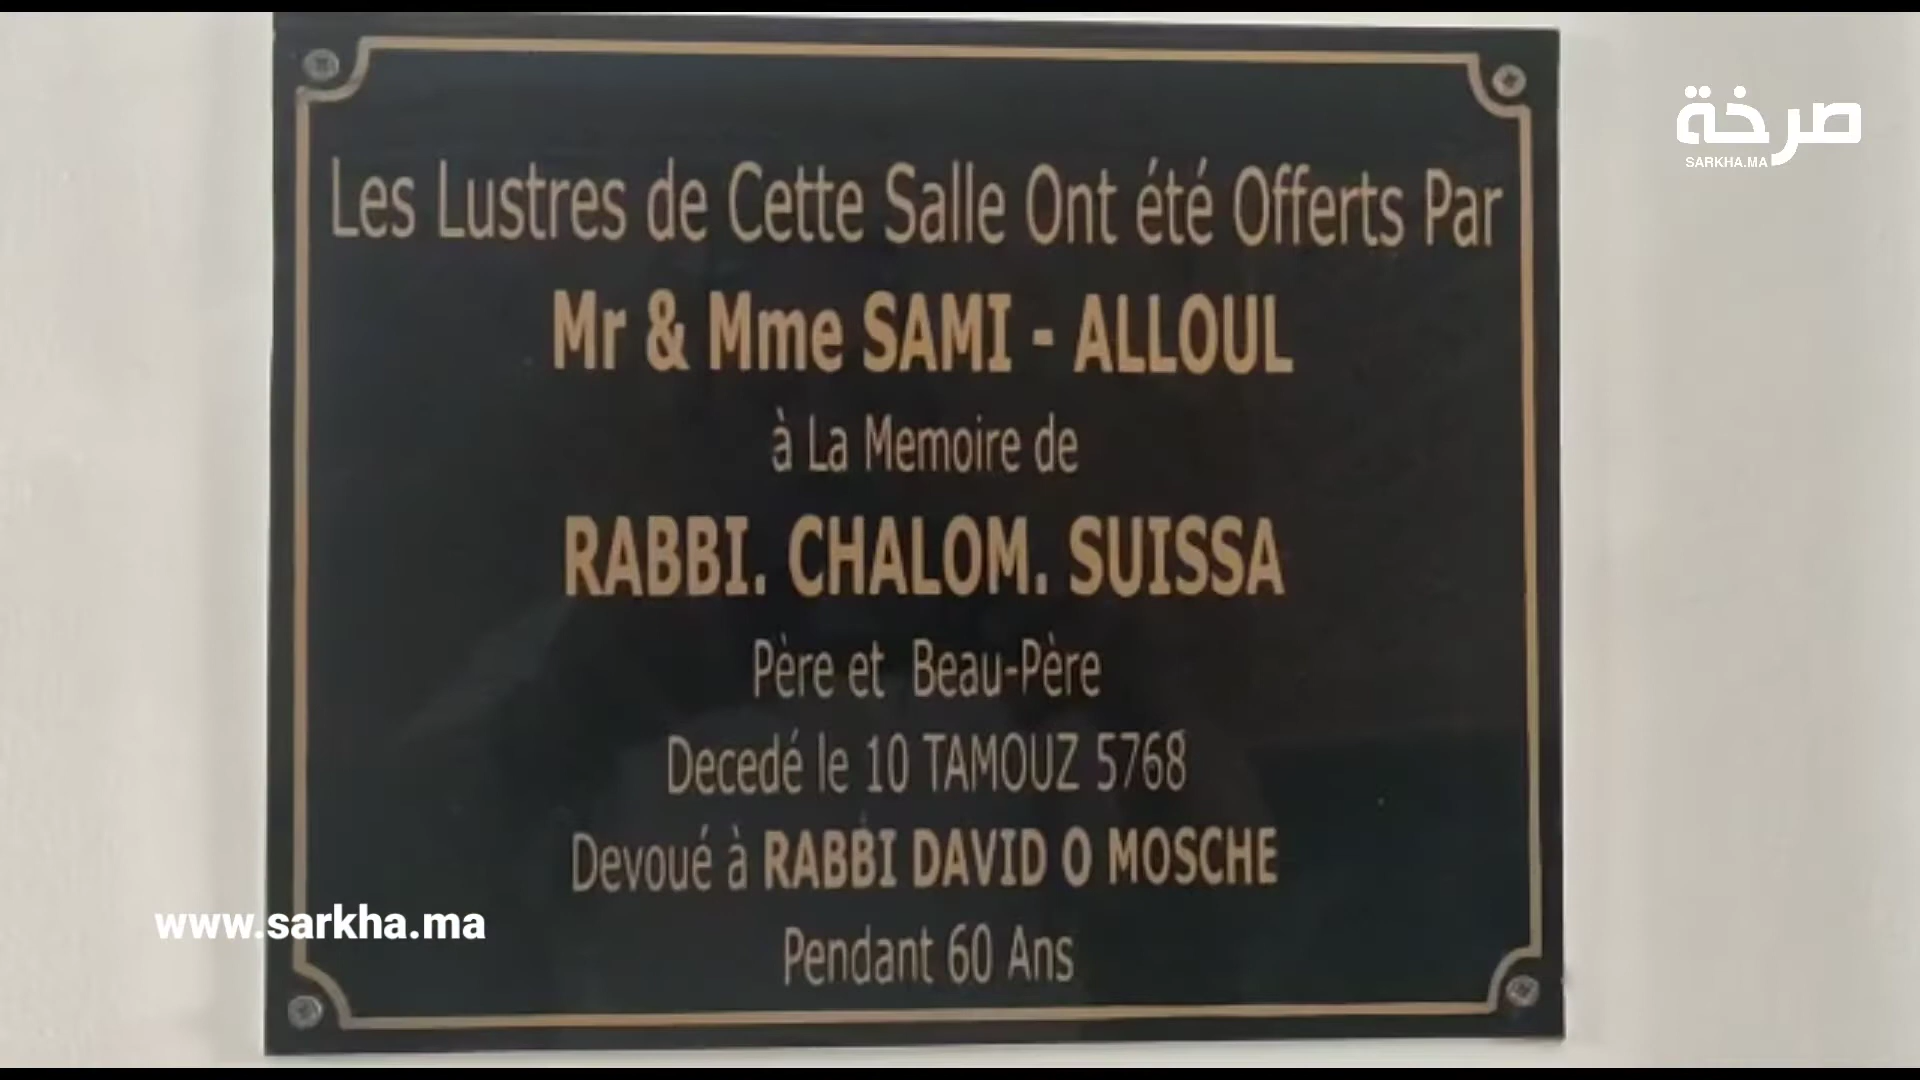 صرخة
SARKHA.MA
Les Lustres de Cette Salle Ont été Offerts Par
Mr & Mme SAMI - ALLOUL
à La Memoire de
RABBI. CHALOM. SUISSA
Père et Beau-Père
Decedé le 10 TAMOUZ 5768
Devoué à RABBI DAVID O MOSCHE
Pendant 60 Ans
www.sarkha.ma